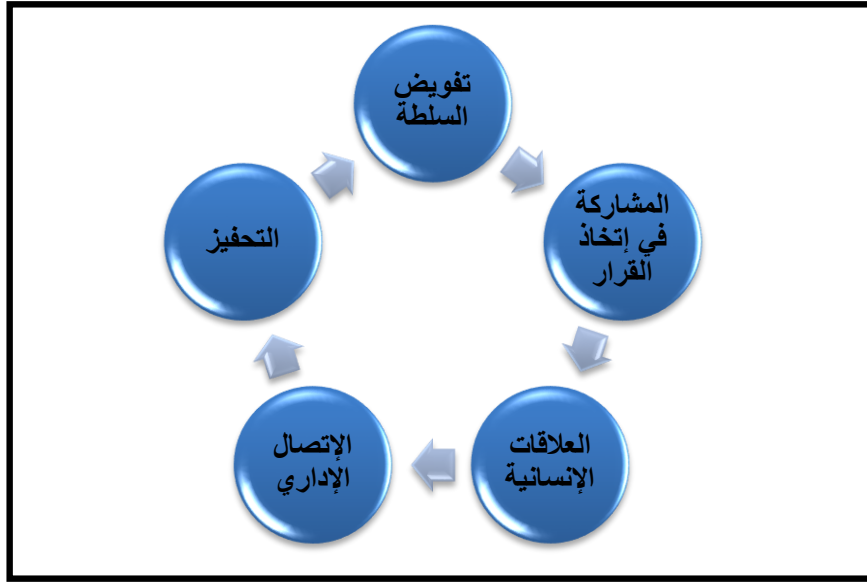 تفويض
السلطة
المشاركة
في إتخاذ
القرار
العلاقات
الإنسانية
الإتصال
الإداري
التحفيز